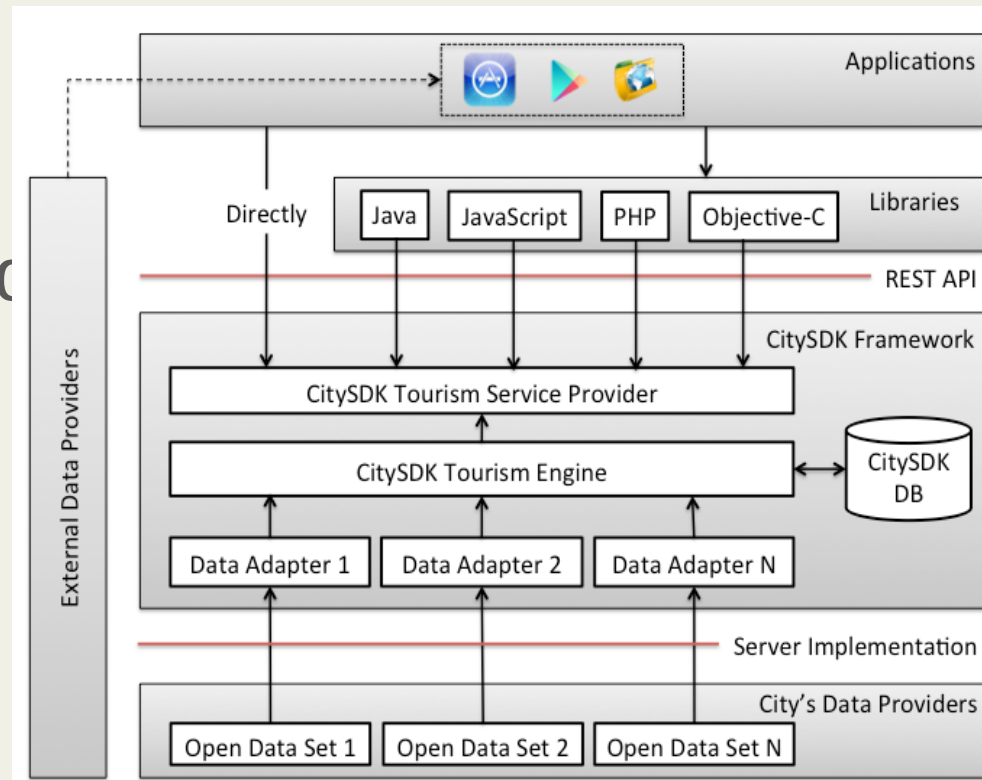 Applications
Directly
Java
JavaScript
PHP
Objective-C
Libraries
REST API
CitySDK Framework
CitySDK Tourism Service Provider
CitySDK Tourism Engine
CitySDK
DB
Data Adapter 1
Data Adapter 2
Data Adapter N
External Data Providers
Server Implementation
City's Data Providers
Open Data Set 1
Open Data Set 2
Open Data Set N